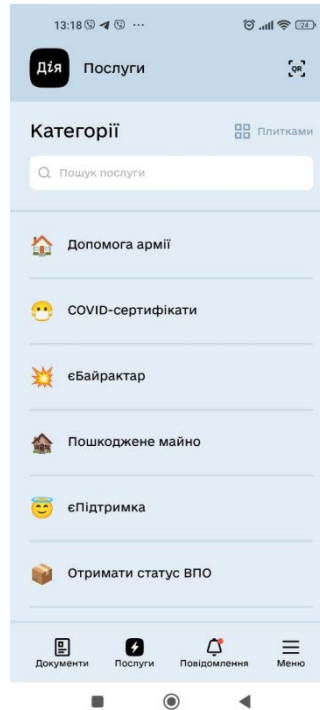 13:18
24
Дія Послуги
QR
Категорії
Плитками
Пошук послуги
Допомога армії
COVID-сертифікати
єБайрактар
Пошкоджене майно
єПідтримка
Отримати статус ВПО
Документи Послуги Повідомлення Меню